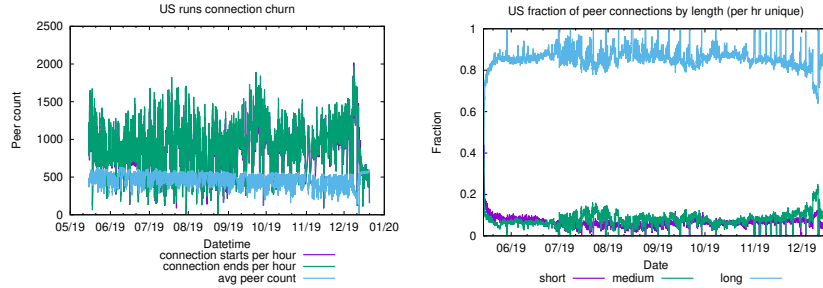 US runs connection churn
Peer count
2500
2000
1500
1000
500
0
05/19 06/19 07/19 08/19 09/19 10/19 11/19 12/19 01/20
Datetime
connection starts per hour
connection ends per hour
avg peer count
US fraction of peer connections by length (per hr unique)
Fraction
1
0.8
0.6
0.4
0.2
0
06/19 07/19 08/19 09/19 10/19 11/19 12/19
Date
short medium long